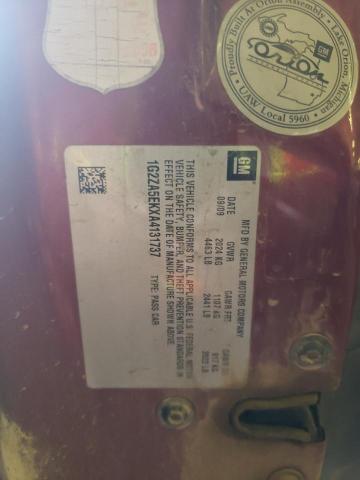 Proudly Built At Orion Assembly • Lake Orion, Michigan
GM
Orion
• UAW Local 5960 •
GM
MFD BY GENERAL MOTORS COMPANY
DATE GVWR GAWR FRT GAWR
09/09 2024 KG 1107 KG 917 KG
4463 LB 2441 LB 2022 LB
THIS VEHICLE CONFORMS TO ALL APPLICABLE U.S. FEDERAL MOTOR
VEHICLE SAFETY, BUMPER, AND THEFT PREVENTION STANDARDS IN
EFFECT ON THE DATE OF MANUFACTURE SHOWN ABOVE.
1G2ZA5EKXA4131737 TYPE: PASS CAR